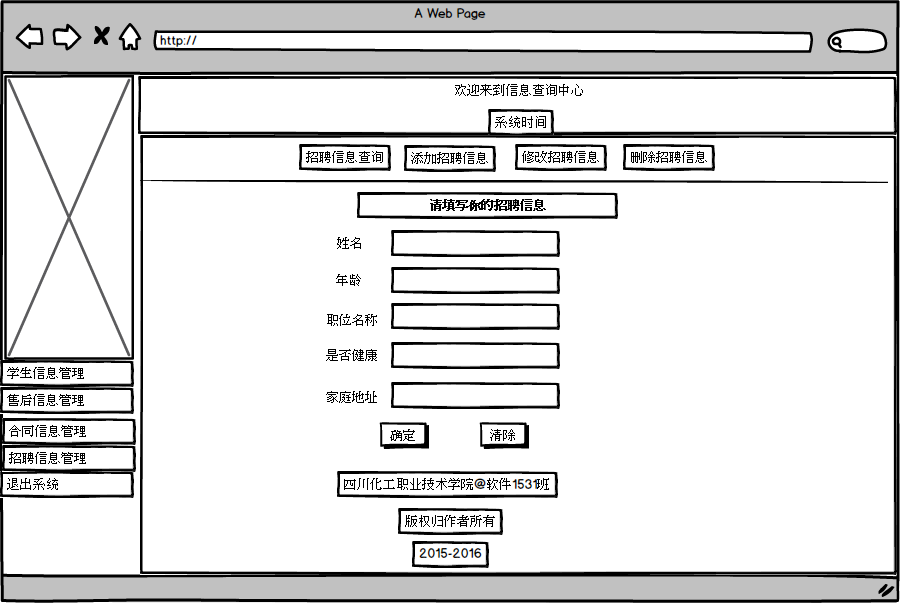 A Web Page
http://
欢迎来到信息查询中心
系统时间
招聘信息查询 添加招聘信息 修改招聘信息 删除招聘信息
请填写你的招聘信息
姓名
年龄
职位名称
是否健康
家庭地址
确定 清除
学生信息管理
售后信息管理
合同信息管理
招聘信息管理
退出系统
四川化工职业技术学院@软件1531班
版权归作者所有
2015-2016